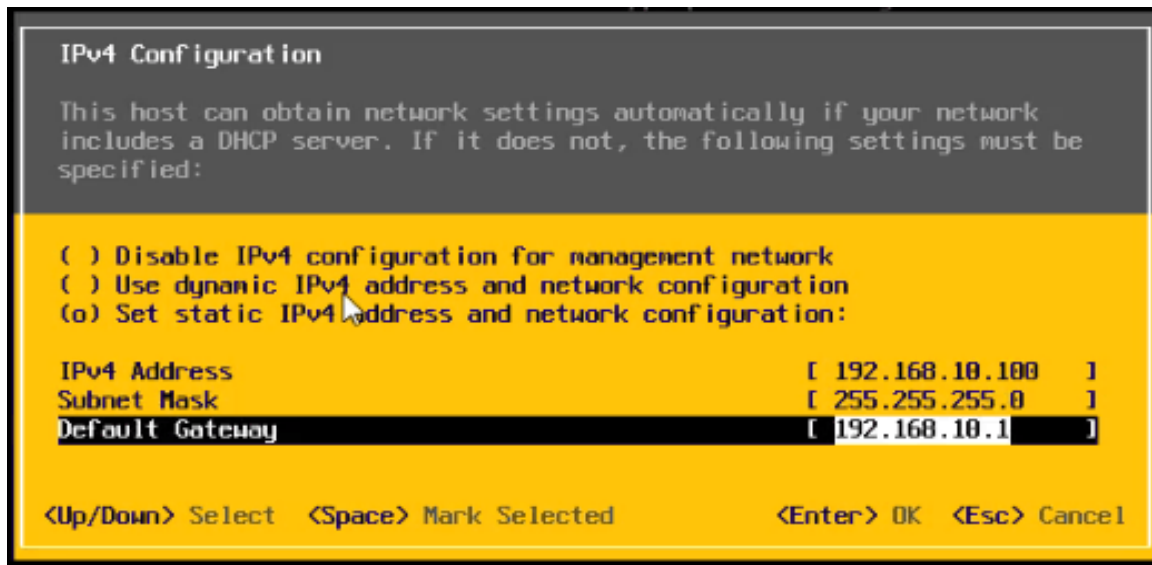 IPv4 Configuration
This host can obtain network settings automatically if your network
includes a DHCP server. If it does not, the following settings must be
specified:
( ) Disable IPv4 configuration for management network
( ) Use dynamic IPv4 address and network configuration
(o) Set static IPv4 address and network configuration:
IPv4 Address [ 192.168.10.100 ]
Subnet Mask [ 255.255.255.0 ]
Default Gateway [ 192.168.10.1 ]
<Up/Down> Select <Space> Mark Selected <Enter> OK <Esc> Cancel